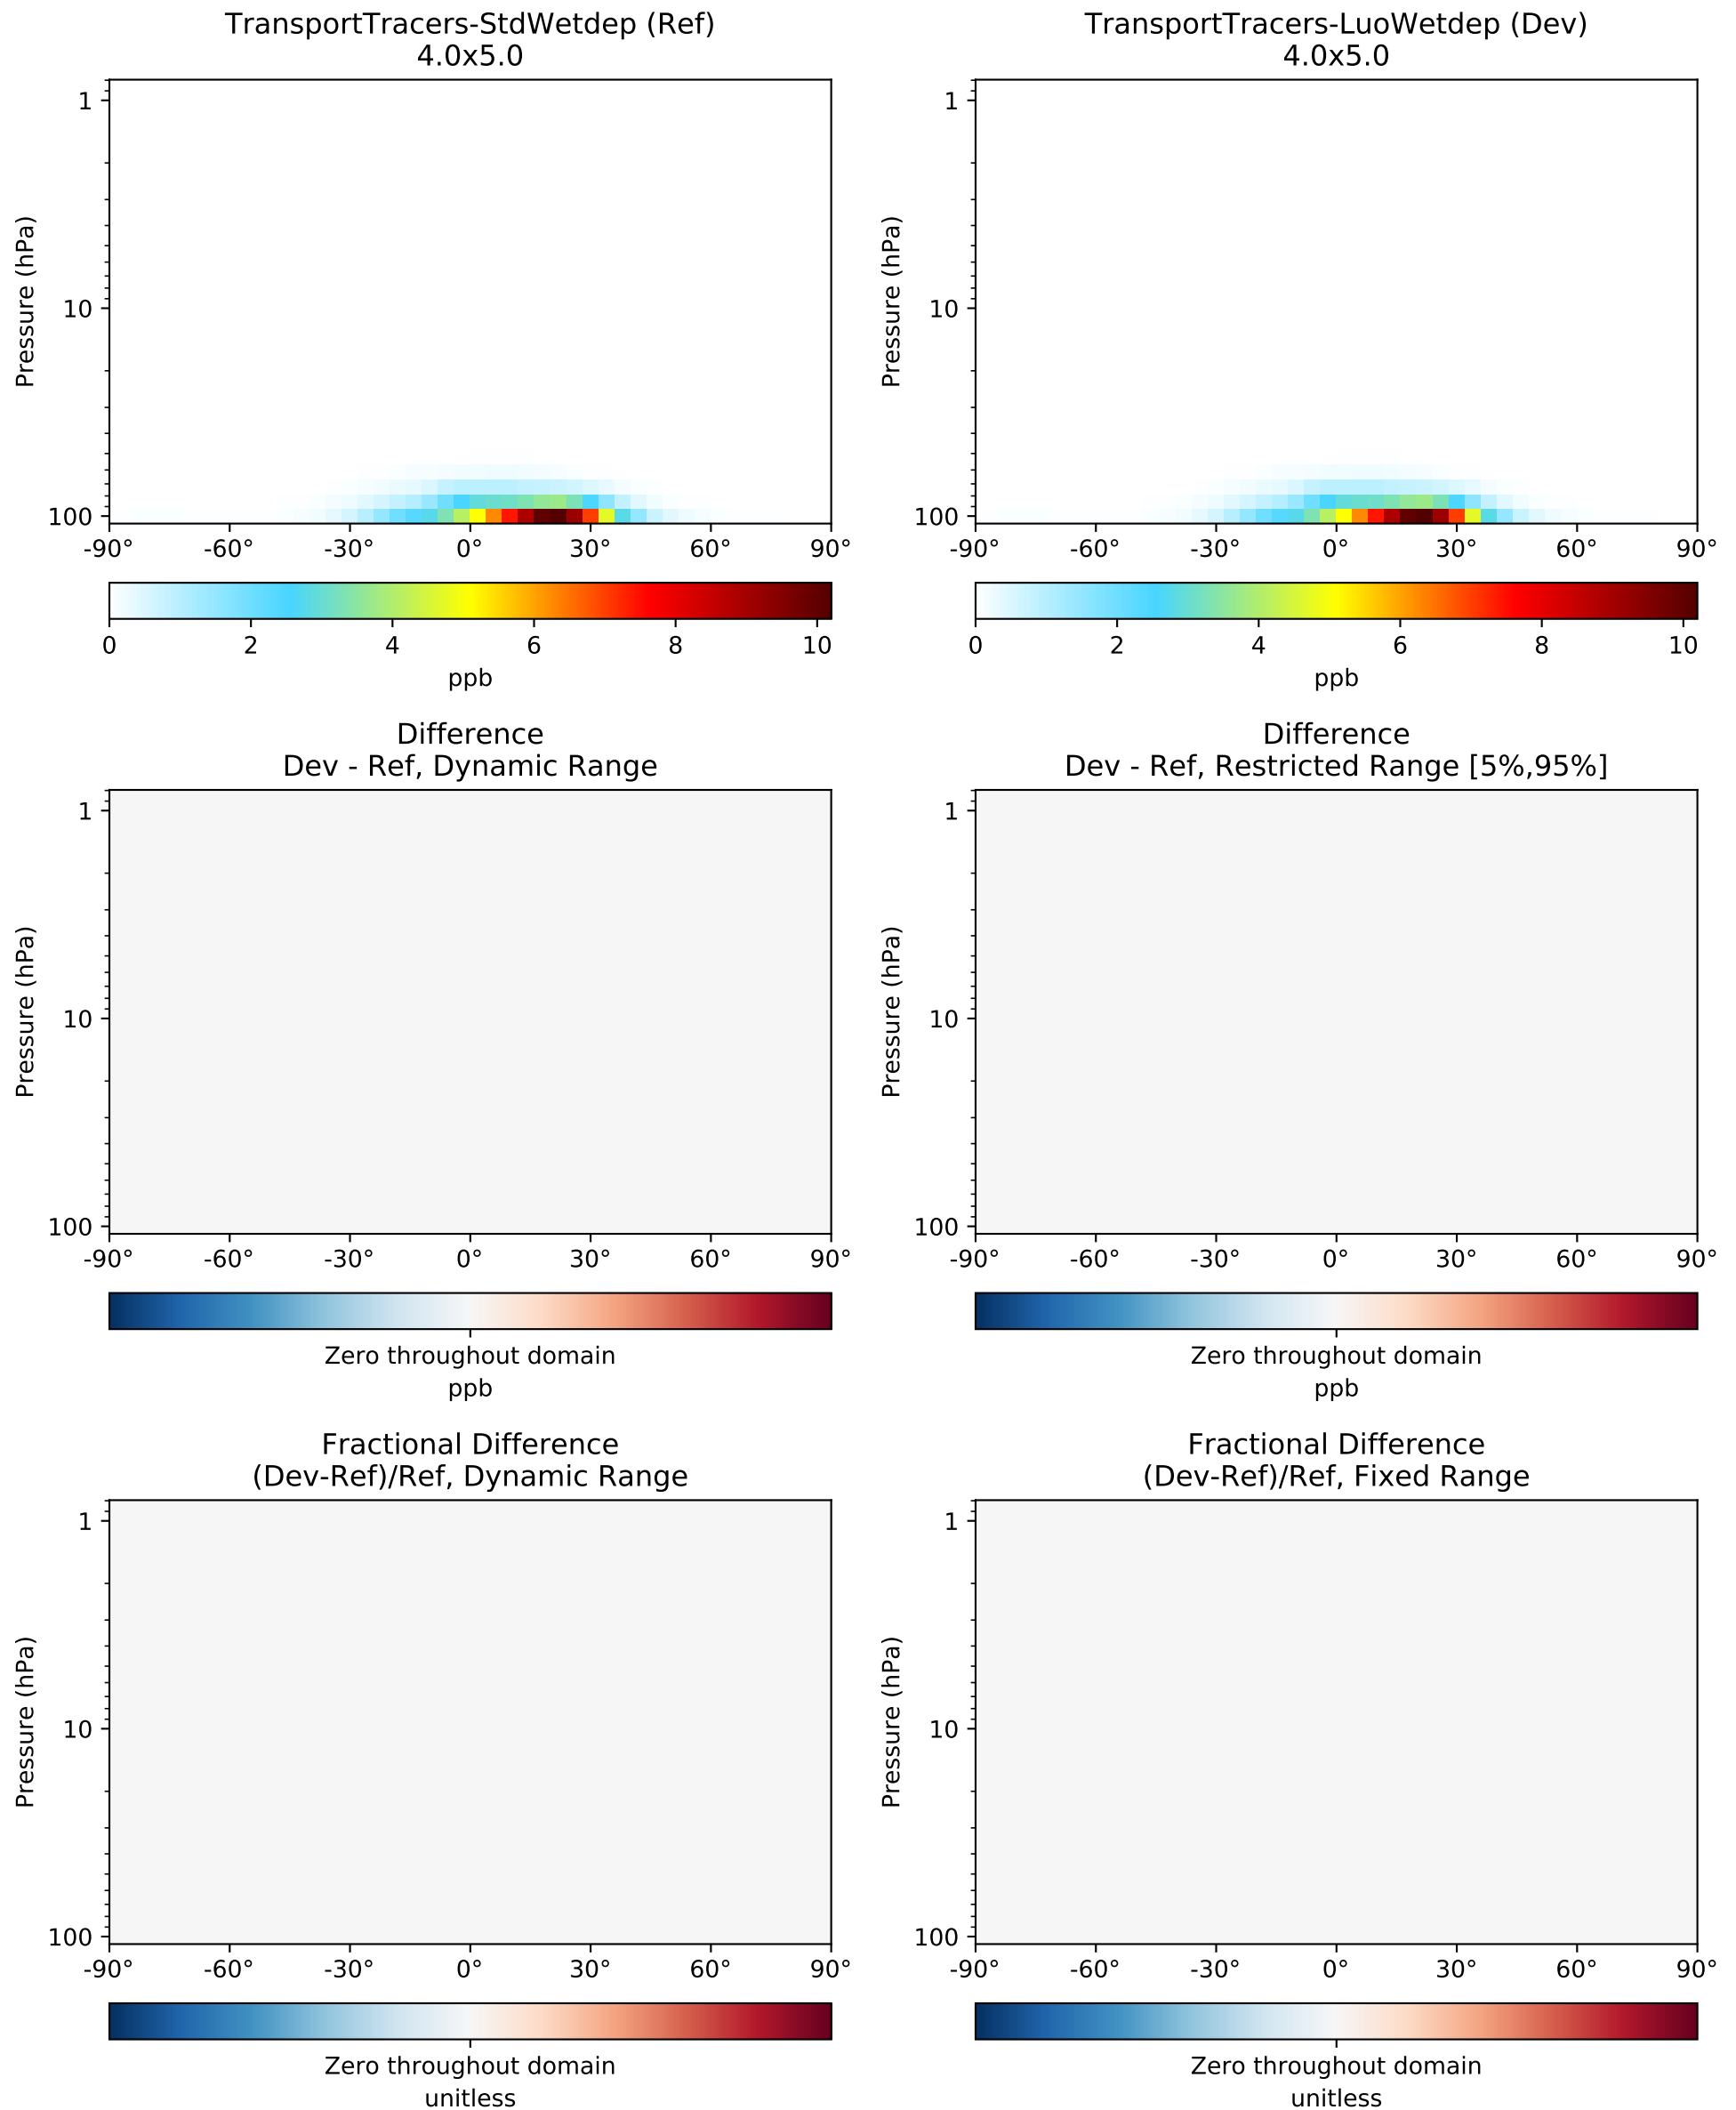 TransportTracers-StdWetdep (Ref)
4.0x5.0
TransportTracers-LuoWetdep (Dev)
4.0x5.0
Pressure (hPa)
1
10
100
-90° -60° -30° 0° 30° 60° 90°
0 2 4 6 8 10
ppb
Pressure (hPa)
1
10
100
-90° -60° -30° 0° 30° 60° 90°
0 2 4 6 8 10
ppb
Difference
Dev - Ref, Dynamic Range
Pressure (hPa)
1
10
100
-90° -60° -30° 0° 30° 60° 90°
Zero throughout domain
ppb
Difference
Dev - Ref, Restricted Range [5%,95%]
Pressure (hPa)
1
10
100
-90° -60° -30° 0° 30° 60° 90°
Zero throughout domain
ppb
Fractional Difference
(Dev-Ref)/Ref, Dynamic Range
Pressure (hPa)
1
10
100
-90° -60° -30° 0° 30° 60° 90°
Zero throughout domain
unitless
Fractional Difference
(Dev-Ref)/Ref, Fixed Range
Pressure (hPa)
1
10
100
-90° -60° -30° 0° 30° 60° 90°
Zero throughout domain
unitless